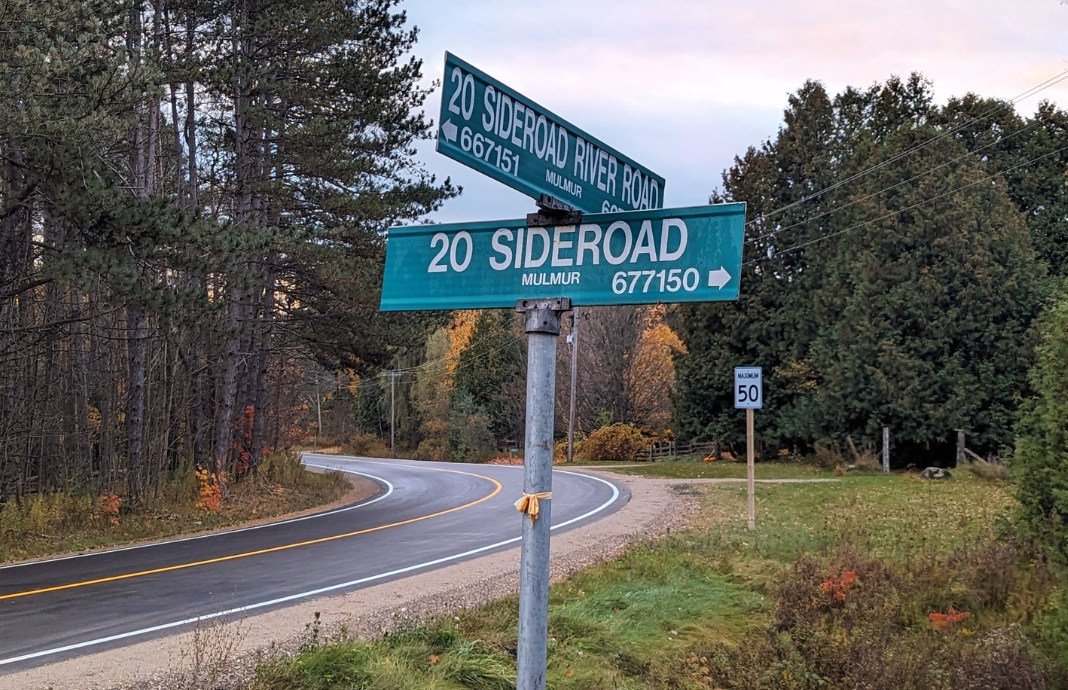 20 SIDEROAD RIVER ROAD
←667151 MULMUR
20 SIDEROAD
MULMUR 677150→
MAXIMUM
50